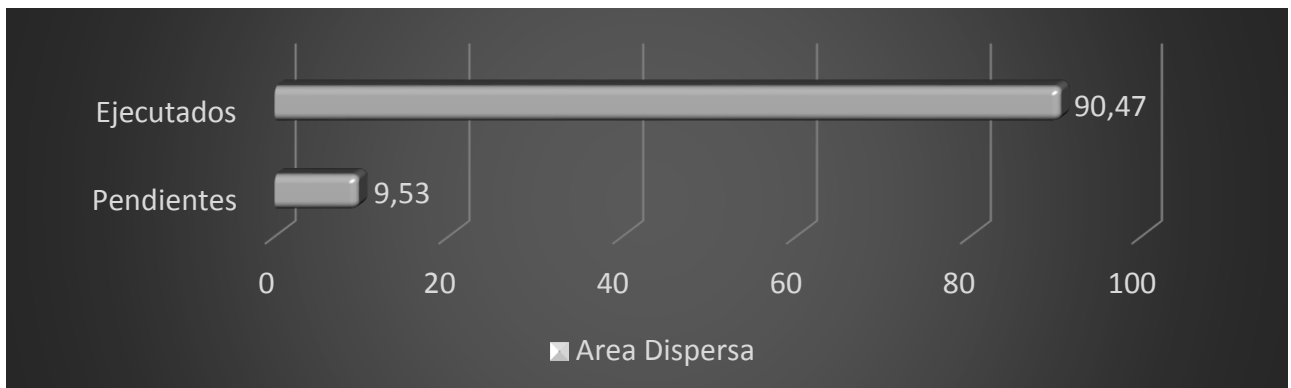 Ejecutados
90,47
Pendientes
9,53
0 20 40 60 80 100
Area Dispersa